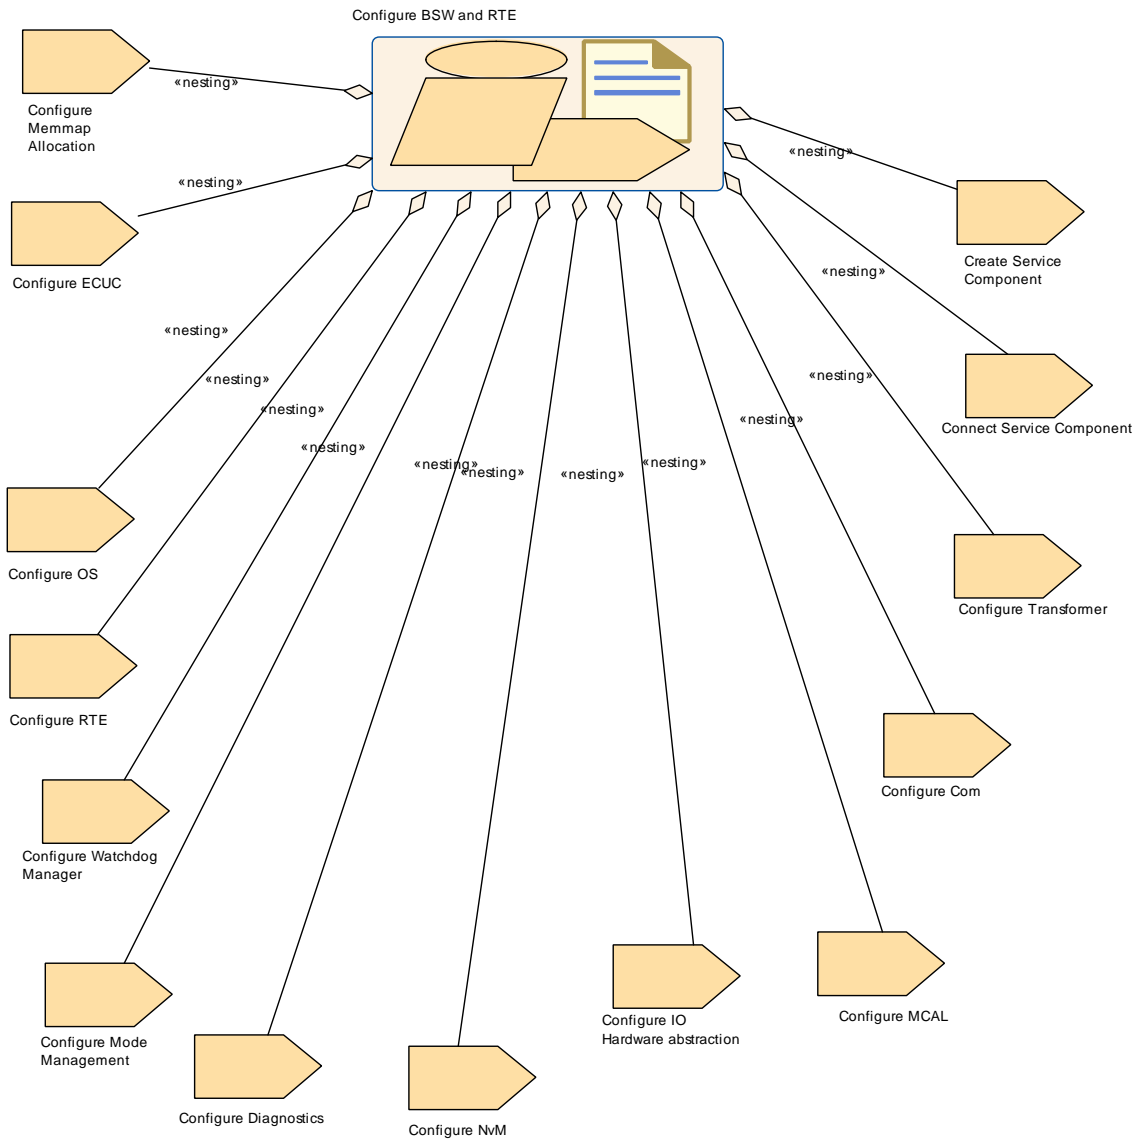 Configure BSW and RTE
Configure
Memmap
Allocation
«nesting»
«nesting»
Configure ECUC
«nesting»
Create Service
Component
«nesting»
«nesting»
Connect Service Component
«nesting»
«nesting»
«nesting»
«nesting»
«nesting»
«nesting»
«nesting»
«nesting»
«nesting»
Configure OS
Configure Transformer
Configure RTE
Configure Com
Configure Watchdog
Manager
Configure Mode
Management
Configure Diagnostics
Configure NvM
Configure IO
Hardware abstraction
Configure MCAL